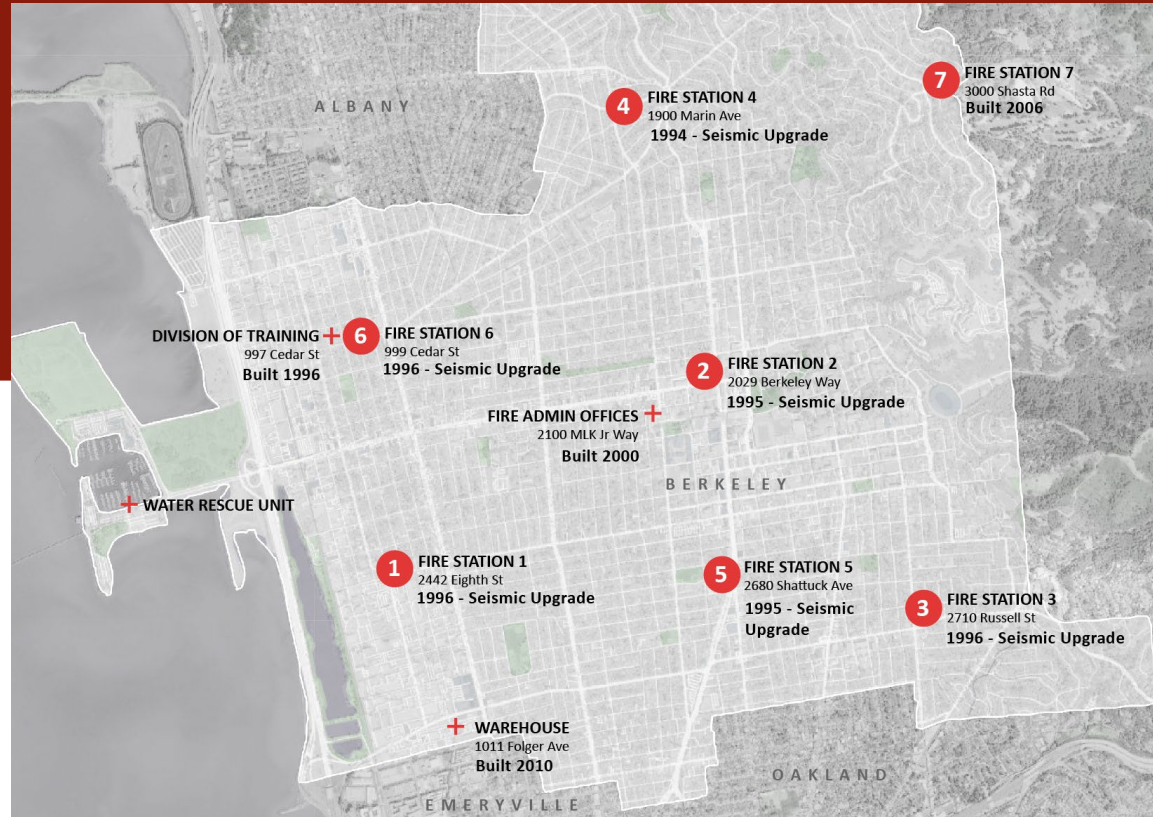 7
FIRE STATION 7
3000 Shasta Rd
Built 2006
ALBANY
4
FIRE STATION 4
1900 Marin Ave
1994 - Seismic Upgrade
DIVISION OF TRAINING
997 Cedar St
Built 1996
6
FIRE STATION 6
999 Cedar St
1996 - Seismic Upgrade
2
FIRE STATION 2
2029 Berkeley Way
1995 - Seismic Upgrade
FIRE ADMIN OFFICES
2100 MLK Jr Way
Built 2000
BERKELEY
WATER RESCUE UNIT
1
FIRE STATION 1
2442 Eighth St
1996 - Seismic Upgrade
5
FIRE STATION 5
2680 Shattuck Ave
1995 - Seismic
Upgrade
3
FIRE STATION 3
2710 Russell St
1996 - Seismic Upgrade
WAREHOUSE
1011 Folger Ave
Built 2010
OAKLAND
EMERYVILLE